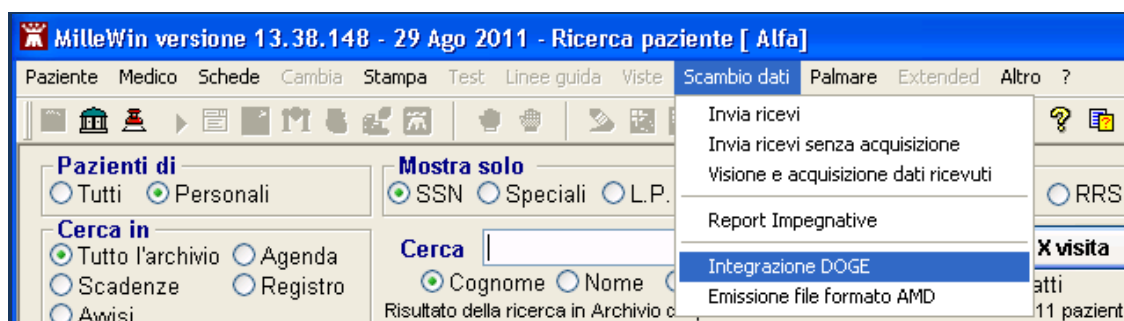 MilleWin versione 13.38.148 - 29 Ago 2011 - Ricerca paziente [ Alfa]
Paziente Medico Schede Cambia Stampa Test Linee guida Viste Scambio dati Palmare Extended Altro ?
Invia ricevi
Invia ricevi senza acquisizione
Visione e acquisizione dati ricevuti
Report Impegnative
Integrazione DOGE
Emissione file formato AMD
Pazienti di
Tutti Personali
Mostra solo
SSN Speciali L.P. RRS
Cerca in
Tutto l'archivio Agenda
Scadenze Registro
Avvisi
Cerca X visita
Cognome Nome atti
Risultato della ricerca in Archivio c 11 pazient